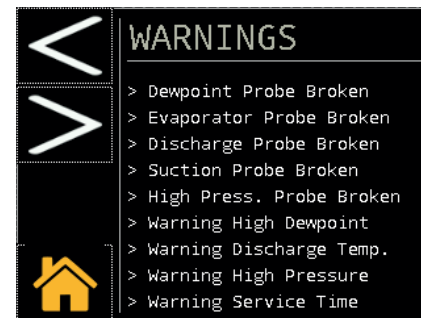 WARNINGS
> Dewpoint Probe Broken
> Evaporator Probe Broken
> Discharge Probe Broken
> Suction Probe Broken
> High Press. Probe Broken
> Warning High Dewpoint
> Warning Discharge Temp.
> Warning High Pressure
> Warning Service Time